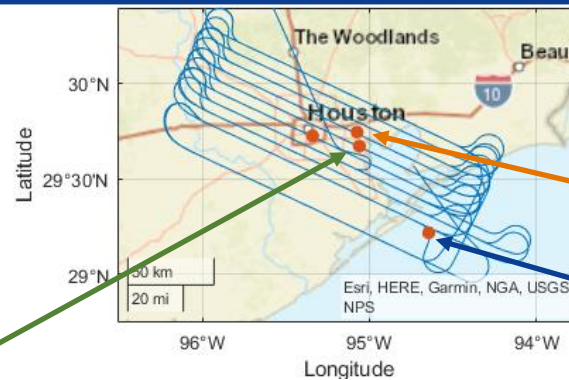 The Woodlands
Beau
30°N
10
Houston
Latitude
29°30'N
29°N
50 km
20 mi
Esri, HERE, Garmin, NGA, USGS
NPS
96°W
95°W
94°W
Longitude